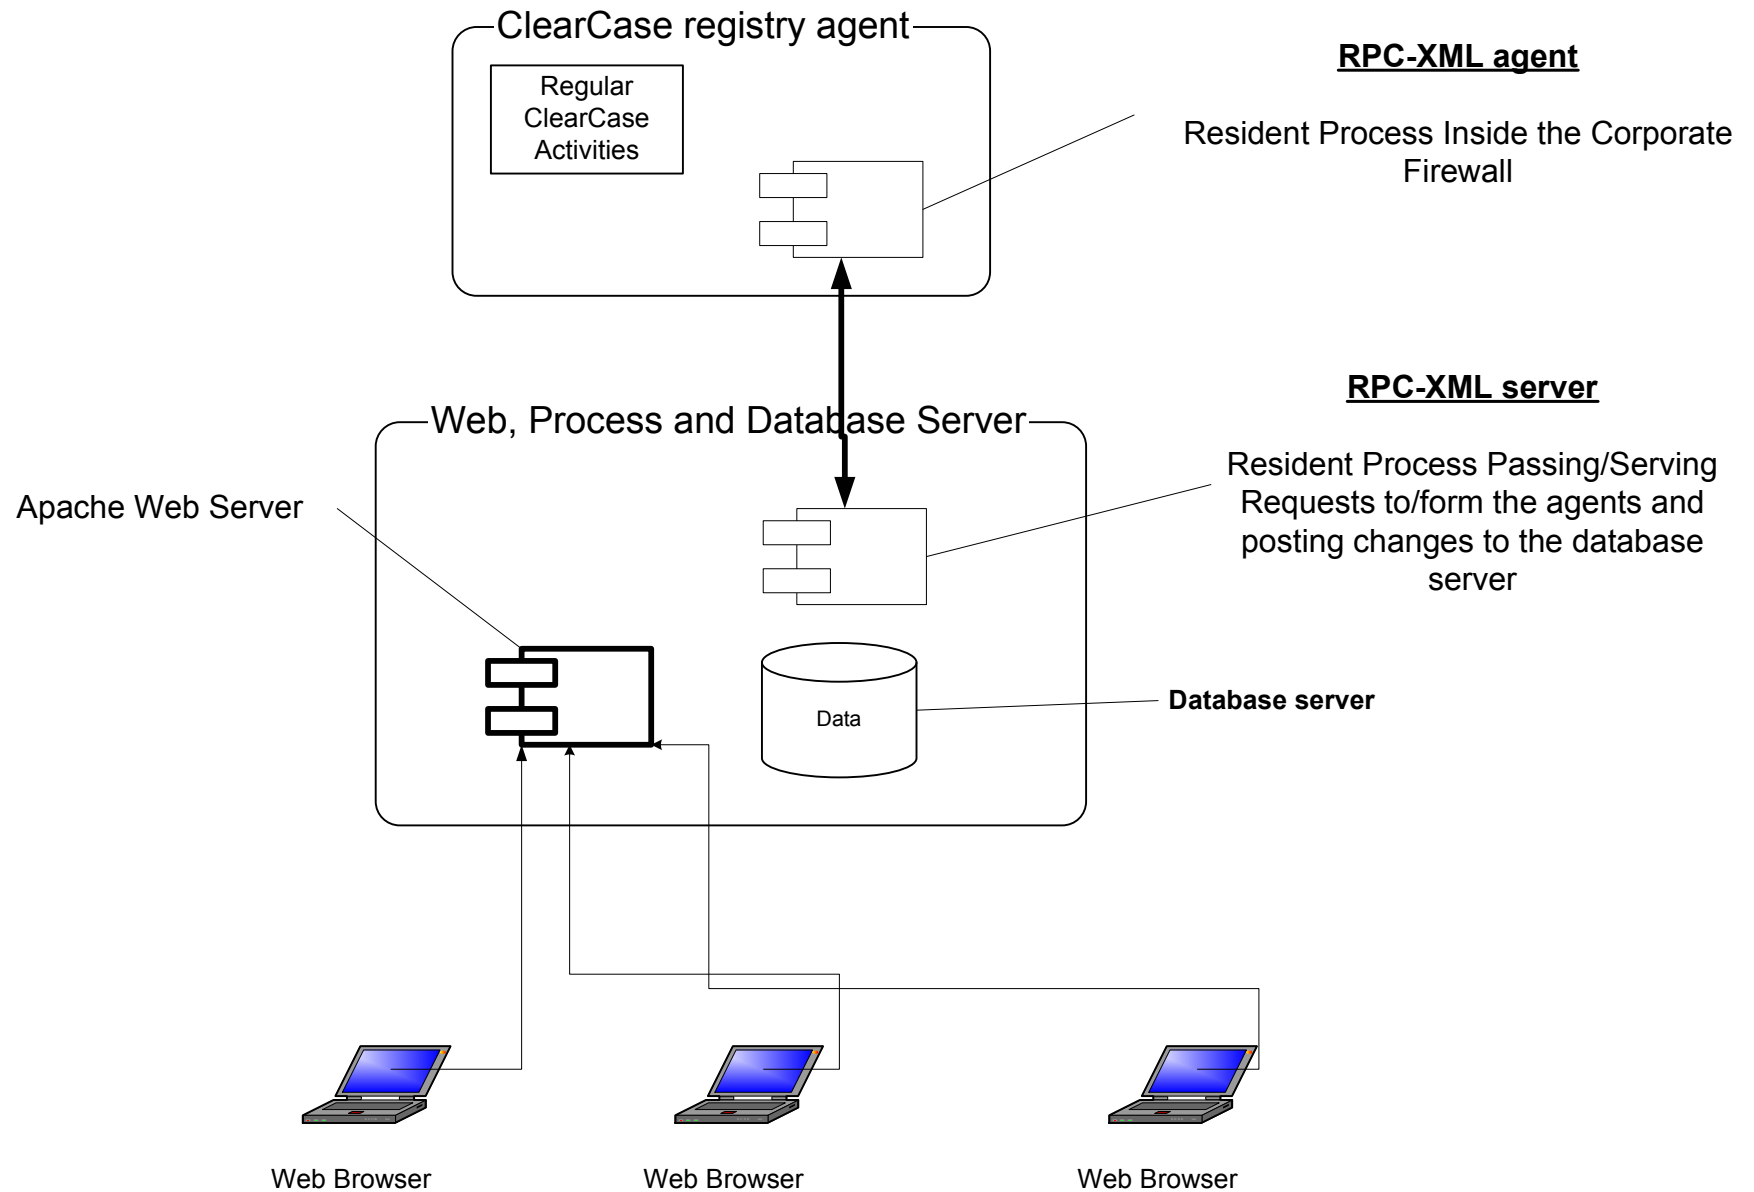 ClearCase registry agent
Regular
ClearCase
Activities
RPC-XML agent
Resident Process Inside the Corporate
Firewall
RPC-XML server
Web, Process and Database Server
Resident Process Passing/Serving
Requests to/form the agents and
posting changes to the database
server
Apache Web Server
Data
Database server
Web Browser
Web Browser
Web Browser